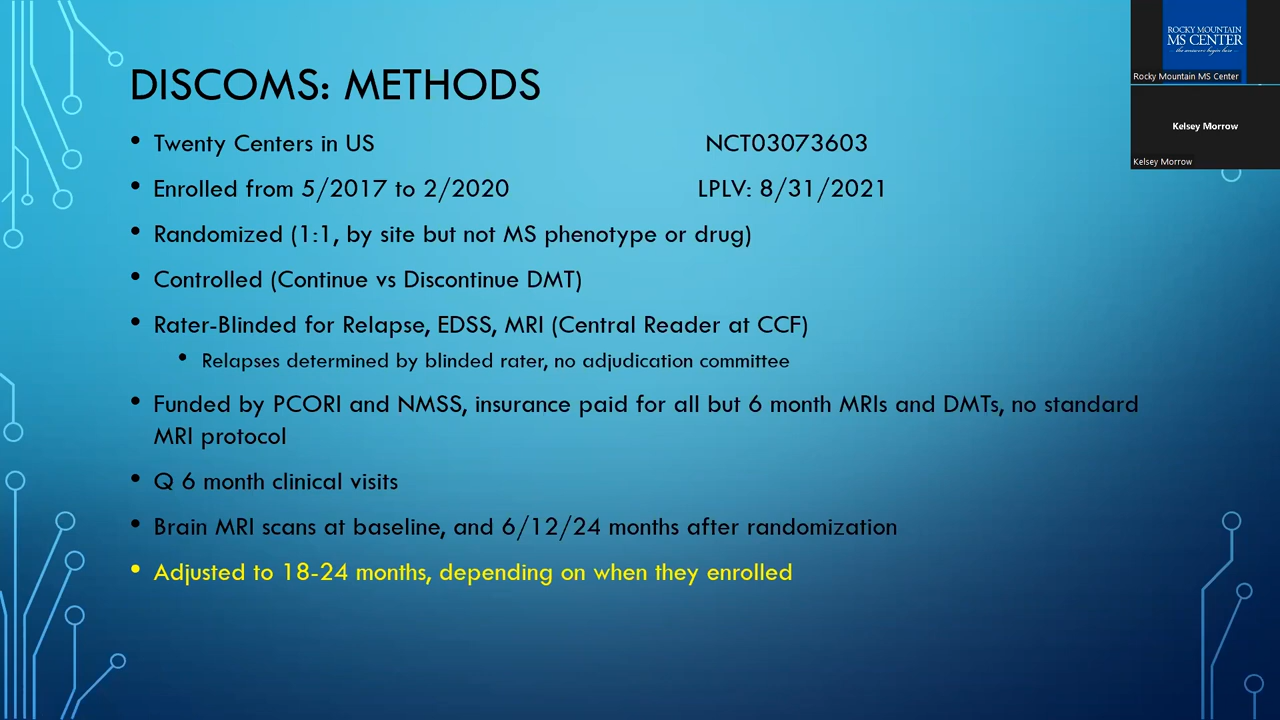 DISCOMS: METHODS
• Twenty Centers in US NCT03073603
• Enrolled from 5/2017 to 2/2020 LPLV: 8/31/2021
• Randomized (1:1, by site but not MS phenotype or drug)
• Controlled (Continue vs Discontinue DMT)
• Rater-Blinded for Relapse, EDSS, MRI (Central Reader at CCF)
• Relapses determined by blinded rater, no adjudication committee
• Funded by PCORI and NMSS, insurance paid for all but 6 month MRIs and DMTs, no standard
MRI protocol
• Q 6 month clinical visits
• Brain MRI scans at baseline, and 6/12/24 months after randomization
• Adjusted to 18-24 months, depending on when they enrolled
ROCKY MOUNTAIN
MS CENTER
the answers begin here
Rocky Mountain MS Center
Kelsey Morrow
Kelsey Morrow